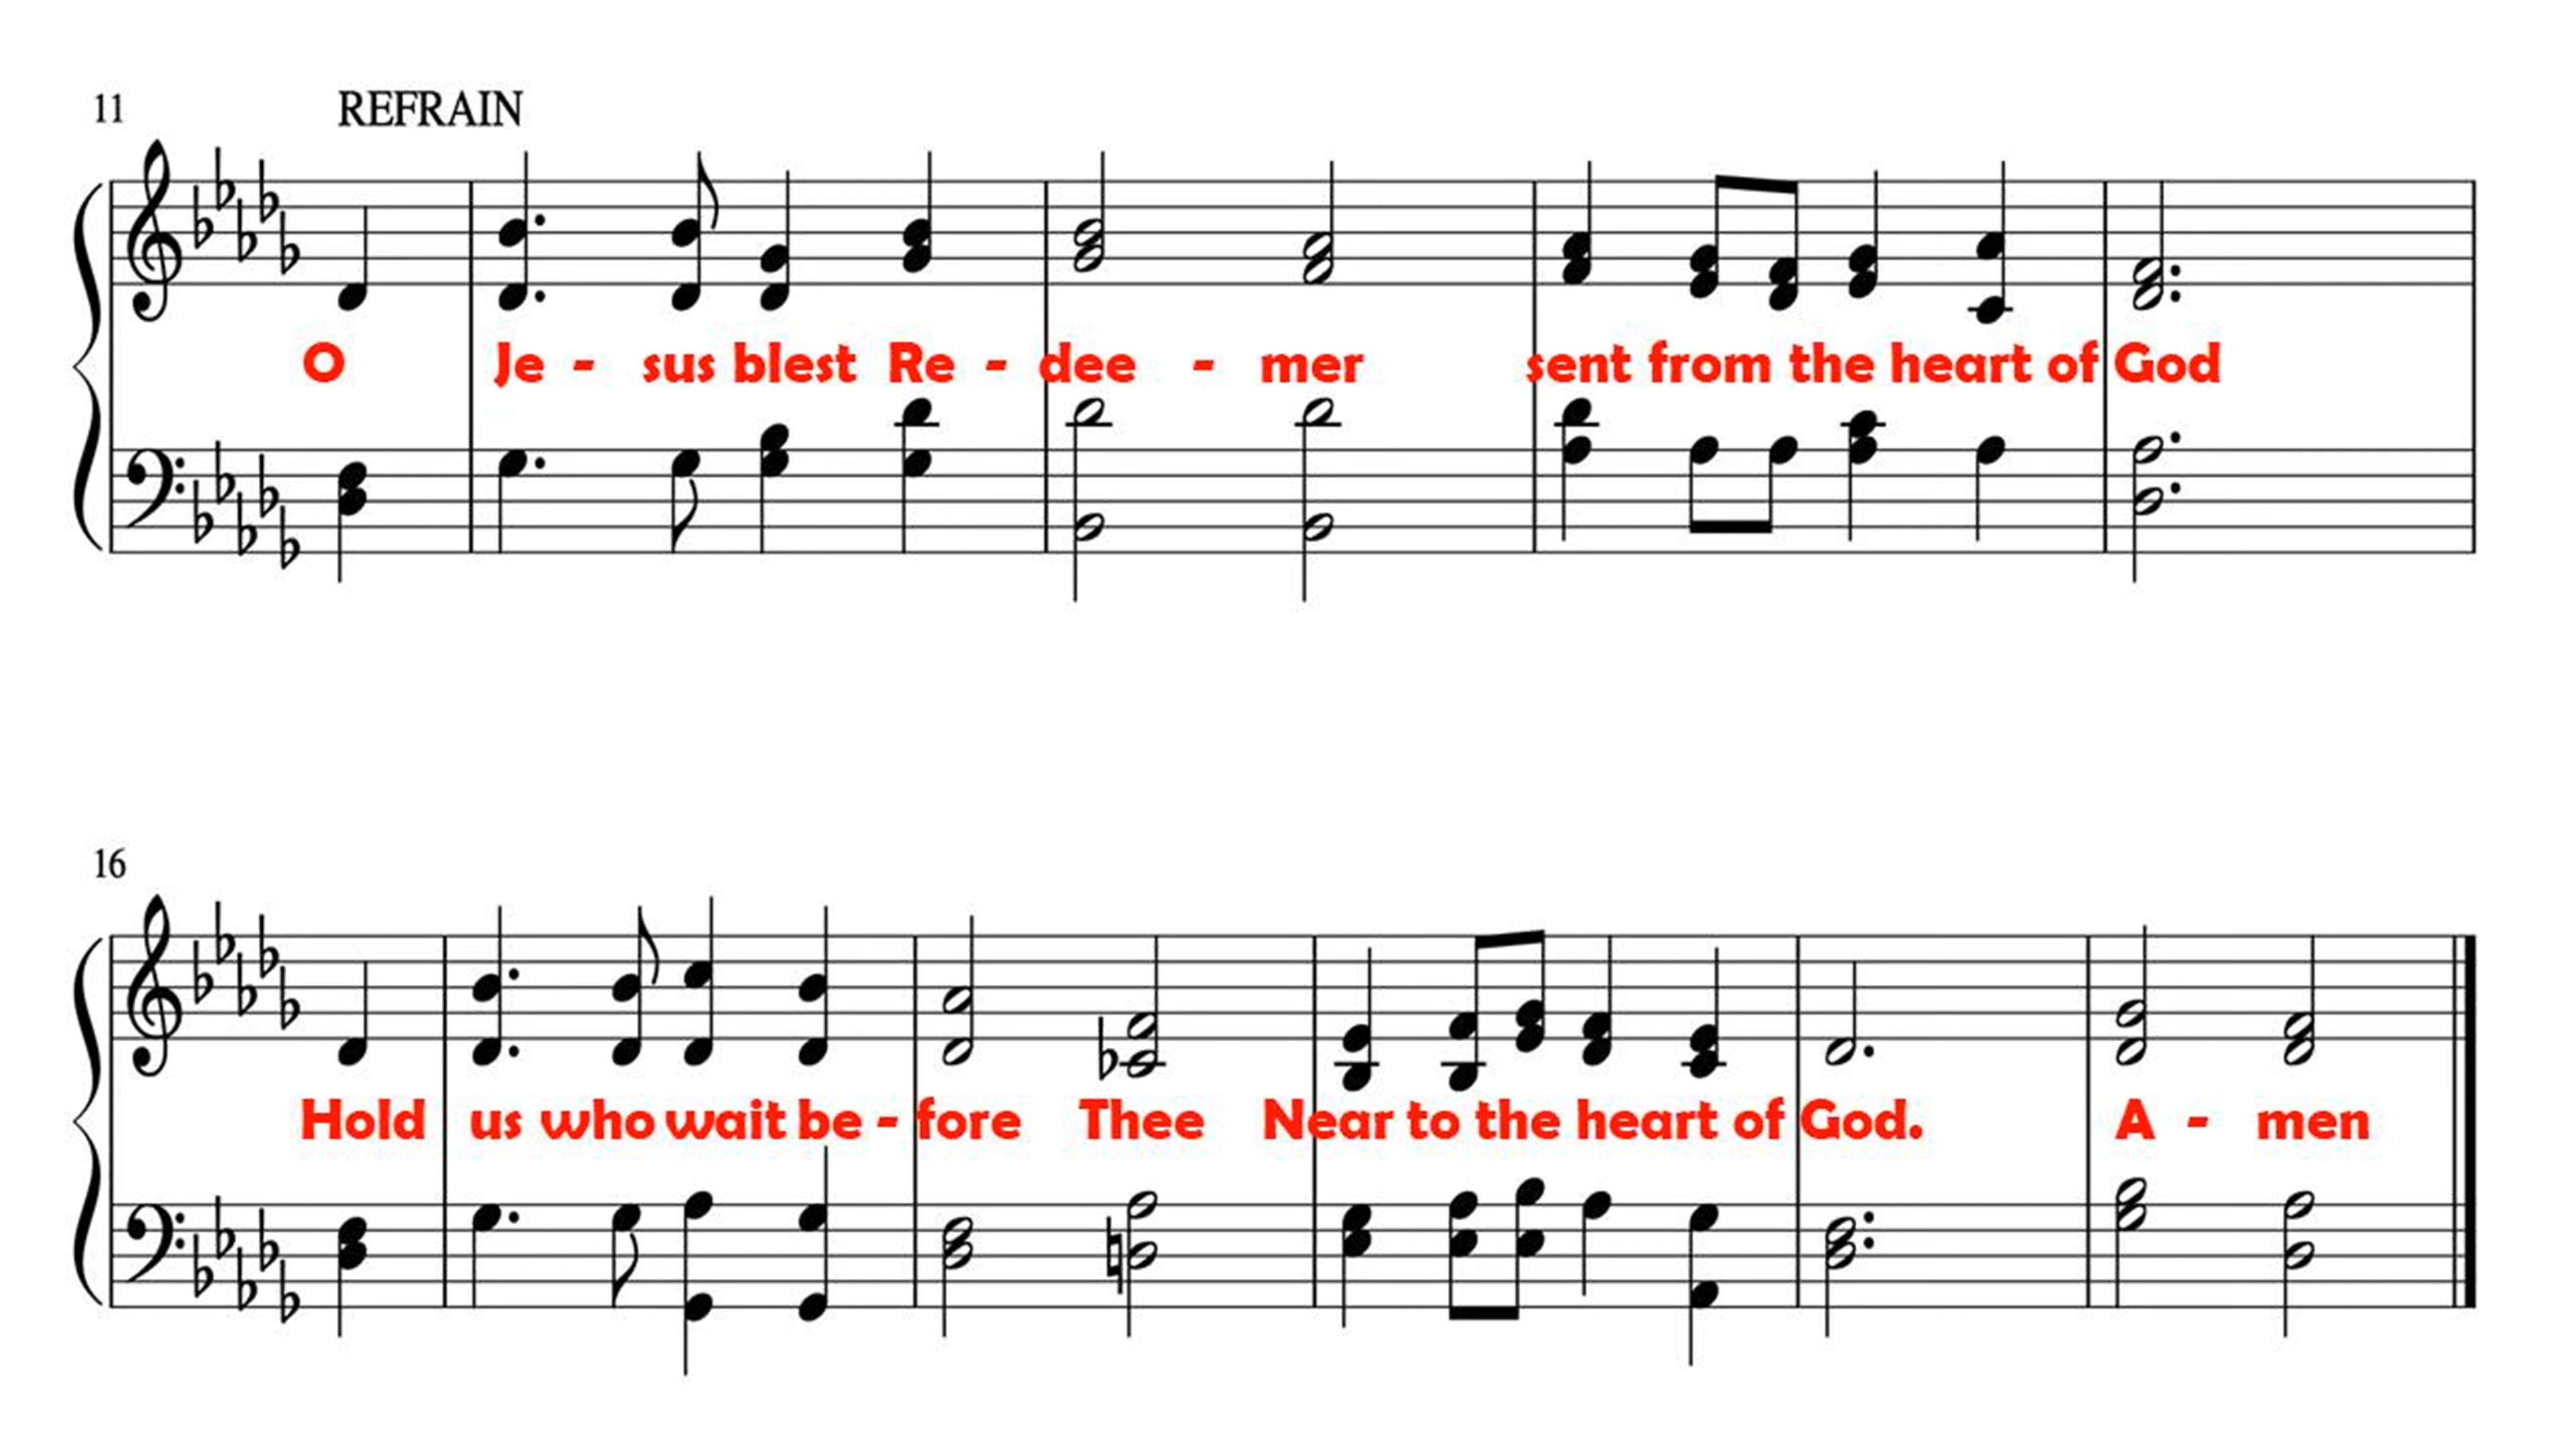 11 REFRAIN
O Je - sus blest Re - dee - mer sent from the heart of God
16
Hold us who wait be - fore Thee Near to the heart of God. A - men